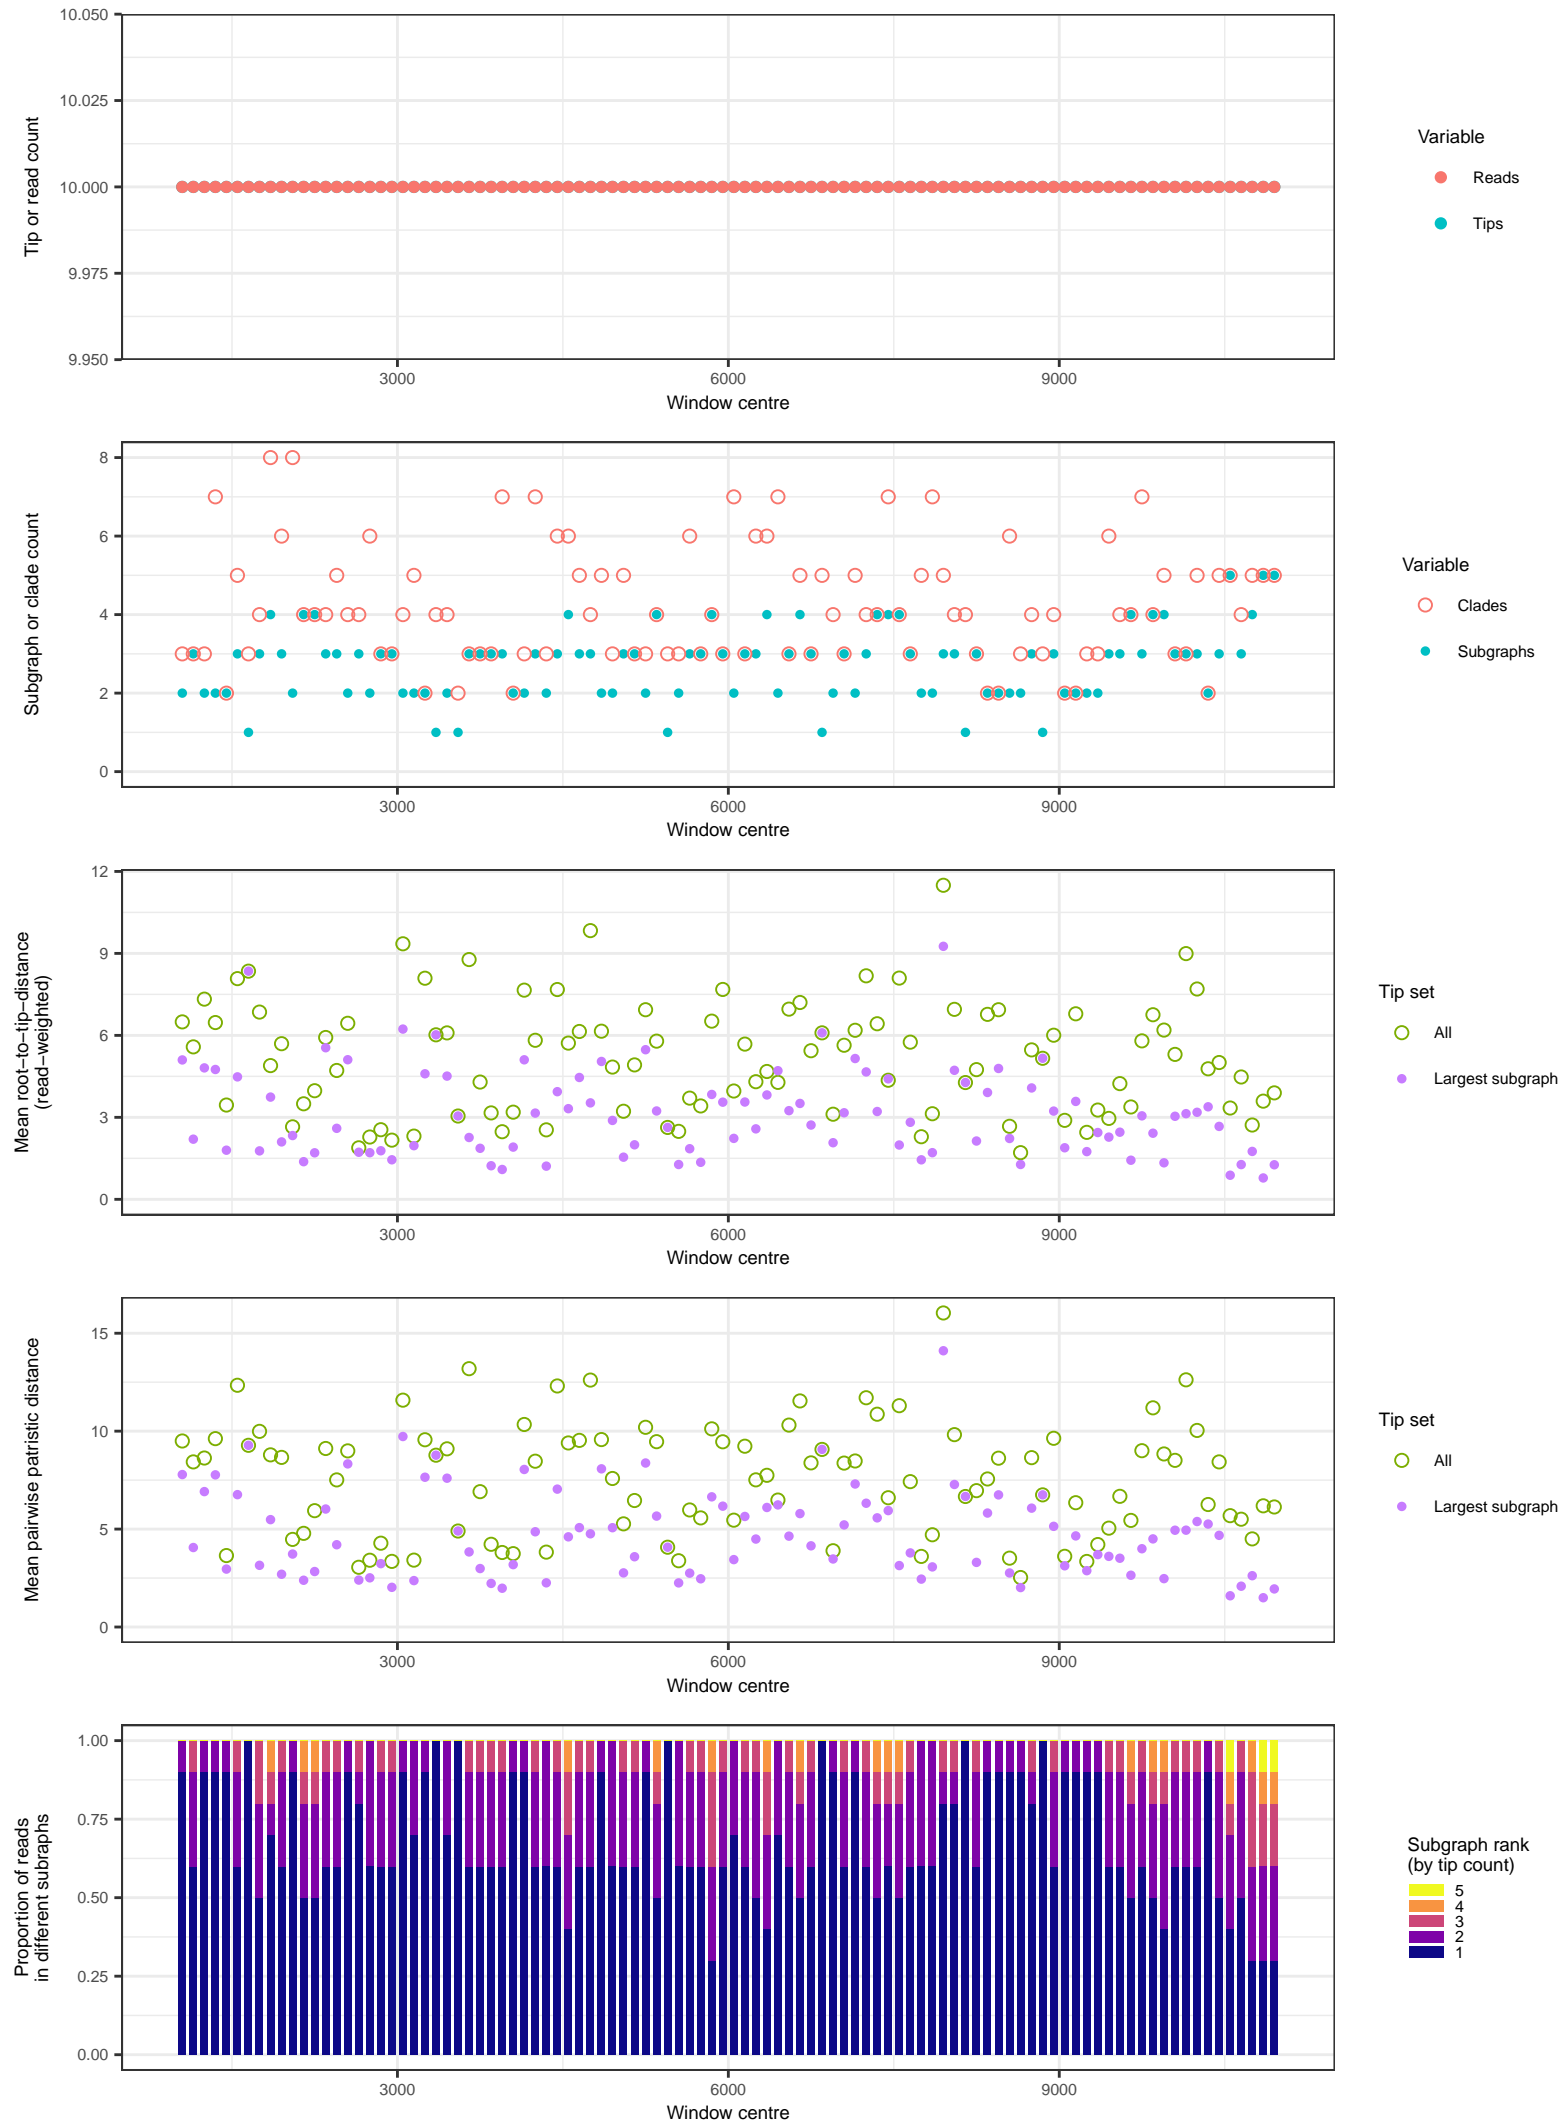 10.050
10.025
10.000
9.975
9.950
Tip or read count
3000
6000
9000
Window centre
Variable
Reads
Tips
8
6
4
2
0
Subgraph or clade count
3000
6000
9000
Window centre
Variable
Clades
Subgraphs
12
9
6
3
0
Mean root−to−tip−distance
(read−weighted)
3000
6000
9000
Window centre
Tip set
All
Largest subgraph
15
10
5
0
Mean pairwise patristic distance
3000
6000
9000
Window centre
Tip set
All
Largest subgraph
1.00
0.75
0.50
0.25
0.00
Proportion of reads
in different subraphs
3000
6000
9000
Window centre
Subgraph rank
(by tip count)
5
4
3
2
1